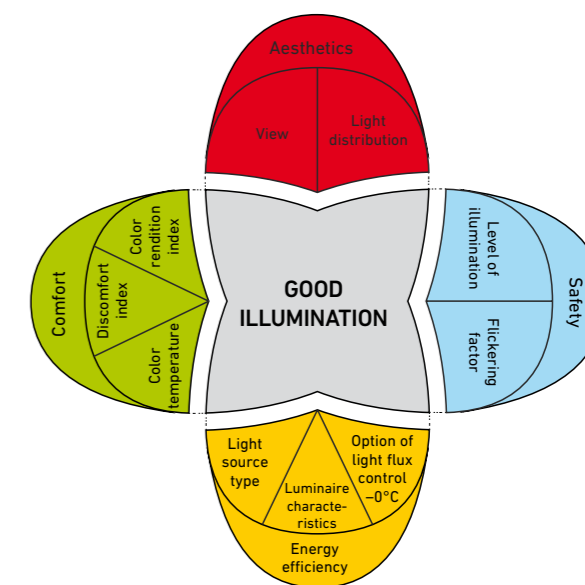 Aesthetics
View
Light
distribution
Comfort
Color
rendition
index
Discomfort
index
Color
temperature
GOOD
ILLUMINATION
Level of
illumination
Flickering
factor
Safety
Light
source
type
Luminaire
characte-
ristics
Option of
light flux
control
–0°C
Energy
efficiency